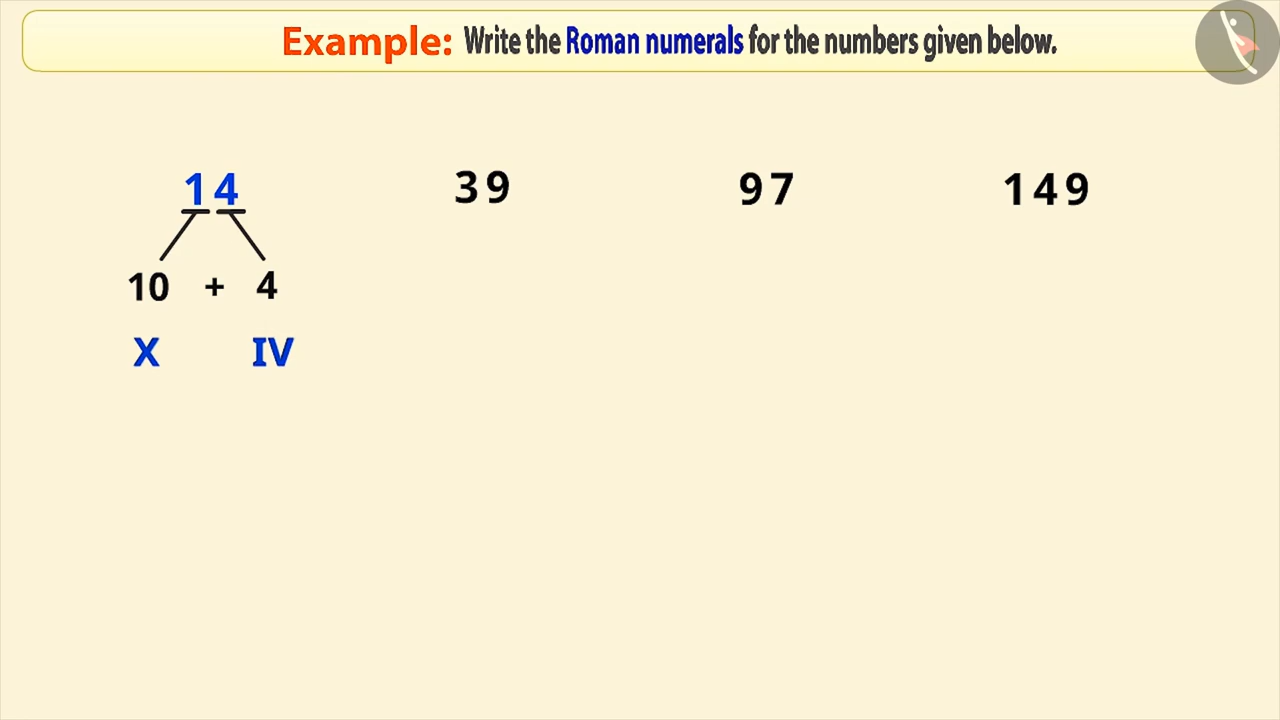 Example: Write the Roman numerals for the numbers given below.
14 39 97 149
10 + 4
X IV